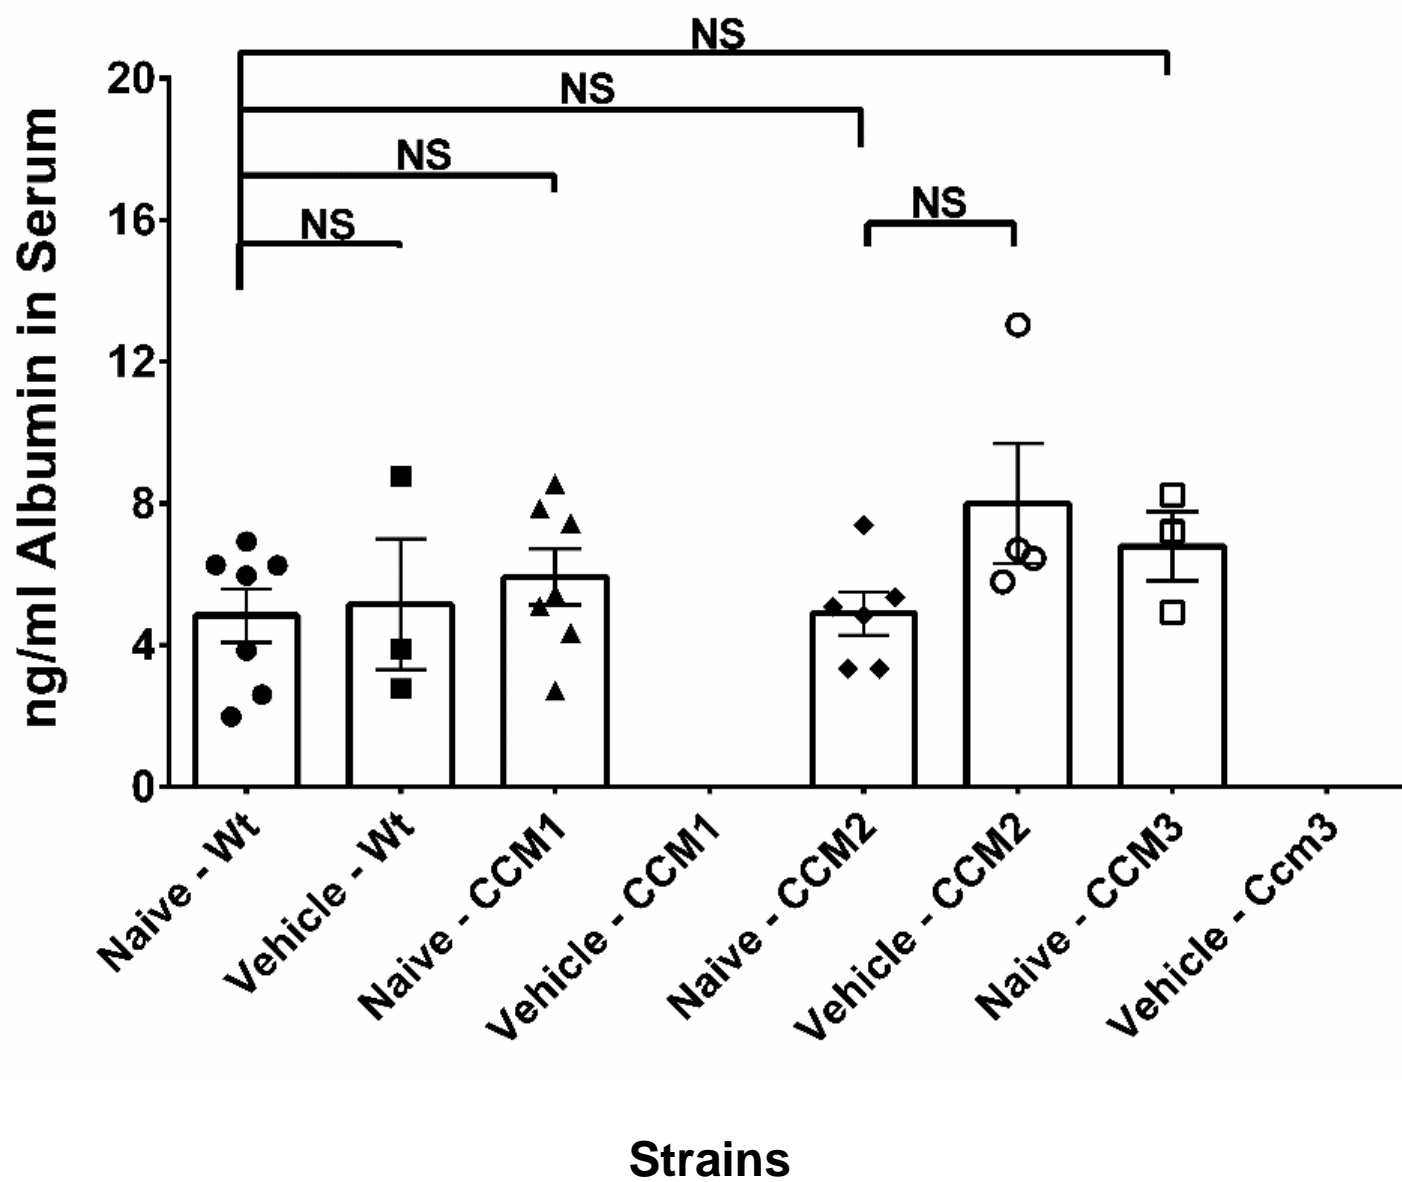 NS
NS
NS
NS
NS
20
16
12
8
4
0
ng/ml Albumin in Serum
Naive - Wt
Vehicle - Wt
Naive - CCM1
Vehicle - CCM1
Naive - CCM2
Vehicle - CCM2
Naive - CCM3
Vehicle - Ccm3
Strains